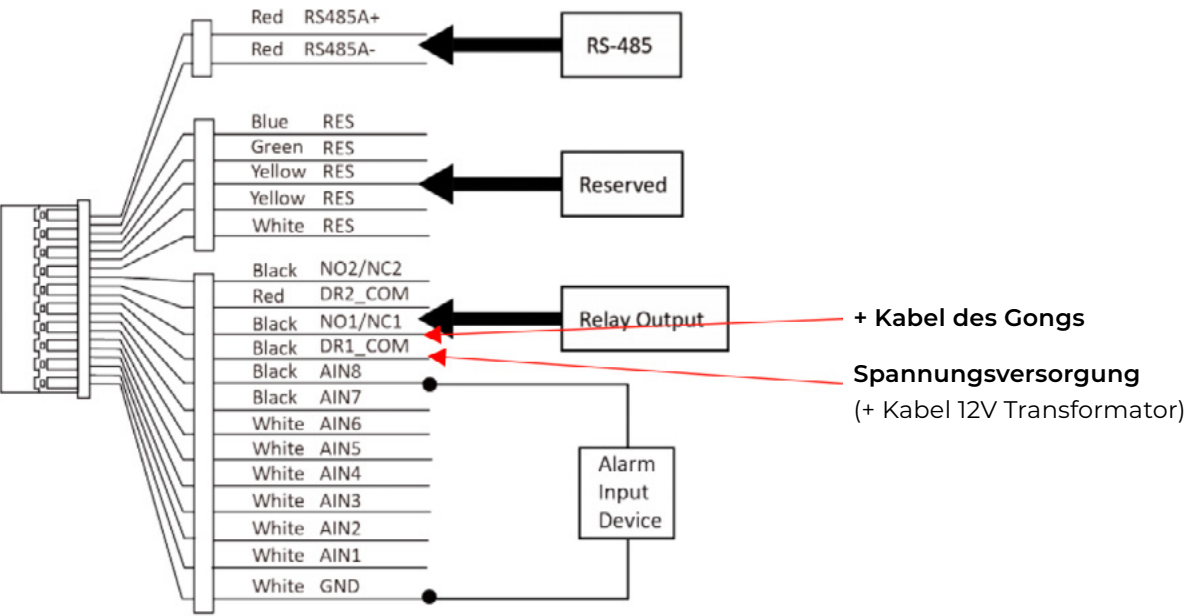 Red RS485A+
Red RS485A-
RS-485
Blue RES
Green RES
Yellow RES
Yellow RES
White RES
Reserved
Black NO2/NC2
Red DR2_COM
Black NO1/NC1
Black DR1_COM
Relay Output
+ Kabel des Gongs
Spannungsversorgung
(+ Kabel 12V Transformator)
Black AIN8
Black AIN7
White AIN6
White AIN5
White AIN4
White AIN3
White AIN2
White AIN1
White GND
Alarm
Input
Device